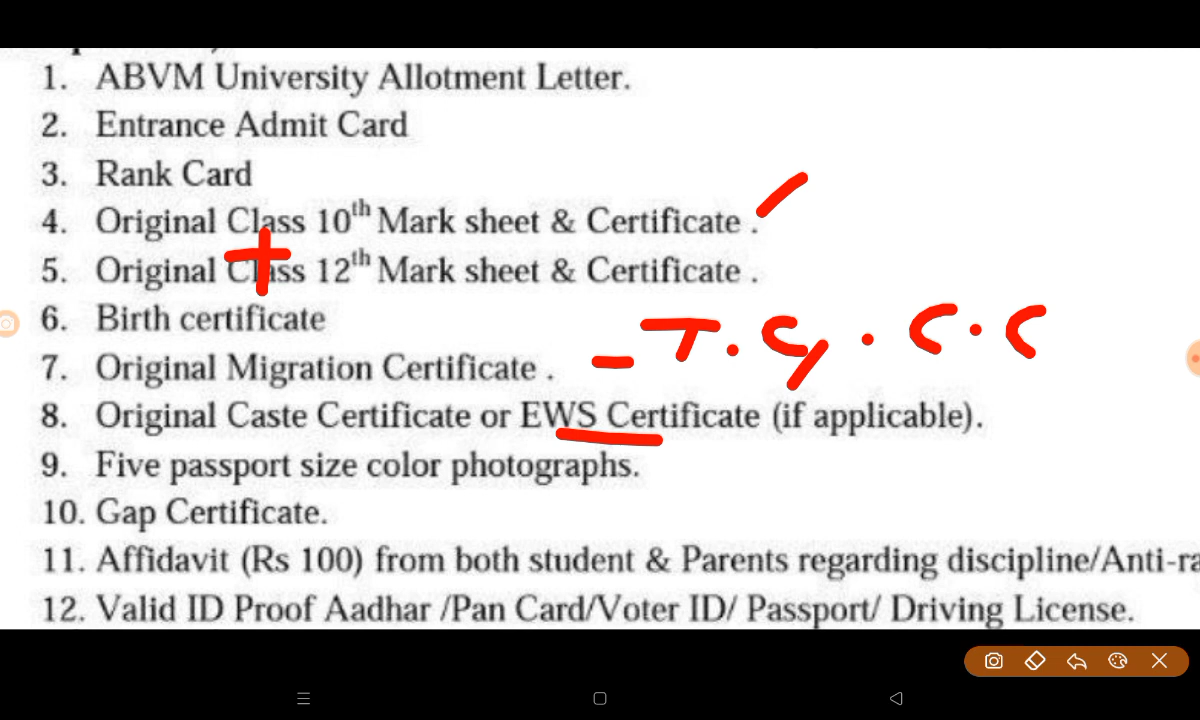 1. ABVM University Allotment Letter.
2. Entrance Admit Card
3. Rank Card
4. Original Class 10th Mark sheet & Certificate .
5. Original Class 12th Mark sheet & Certificate .
6. Birth certificate
7. Original Migration Certificate . - T. C, . C . C
8. Original Caste Certificate or EWS Certificate (if applicable).
9. Five passport size color photographs.
10. Gap Certificate.
11. Affidavit (Rs 100) from both student & Parents regarding discipline/Anti-ra
12. Valid ID Proof Aadhar /Pan Card/Voter ID/ Passport/ Driving License.